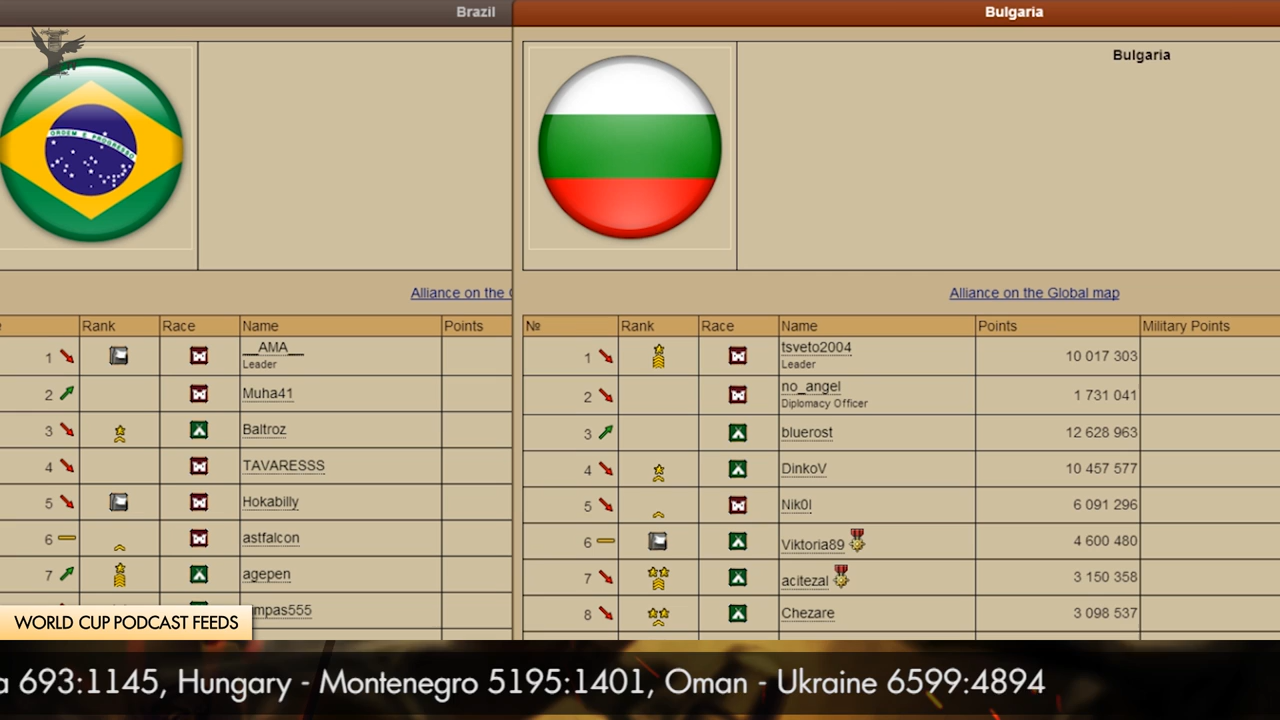 Brazil
Bulgaria
ORDEM E PROGRESSO
Bulgaria
Alliance on the
Alliance on the Global map
Rank Race Name Points
№ Rank Race Name Points Military Points
1 __AMA__
Leader
2 Muha41
3 Baltroz
4 TAVARESSS
5 Hokabilly
6 astfalcon
7 agepen
mpas555
1 tsveto2004 10 017 303
Leader
2 no_angel 1 731 041
Diplomacy Officer
3 bluerost 12 628 963
4 DinkoV 10 457 577
5 Nik0l 6 091 296
6 Viktoria89 4 600 480
7 acitezal 3 150 358
8 Chezare 3 098 537
WORLD CUP PODCAST FEEDS
a 693:1145, Hungary - Montenegro 5195:1401, Oman - Ukraine 6599:4894